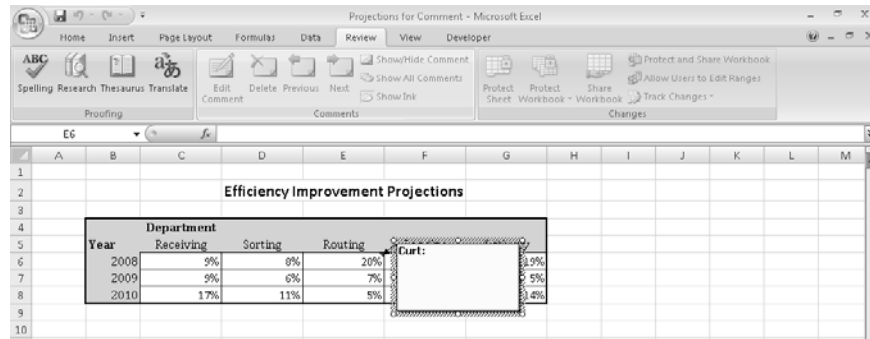 Projections for Comment - Microsoft Excel
Home Insert Page Layout Formulas Data Review View Developer
ABC
Spelling Research Thesaurus Translate
Edit Comment Delete Previous Next
Show/Hide Comment
Show All Comments
Show Ink
Protect Sheet Protect Workbook Share Workbook
Protect and Share Workbook
Allow Users to Edit Ranges
Track Changes
Proofing Comments Changes
E6 fx
A B C D E F G H I J K L M
1
2 Efficiency Improvement Projections
3
4 Department
5 Year Receiving Sorting Routing
Curt:
6 2008 9% 8% 20% 19%
7 2009 9% 6% 7% 5%
8 2010 17% 11% 5% 14%
9
10